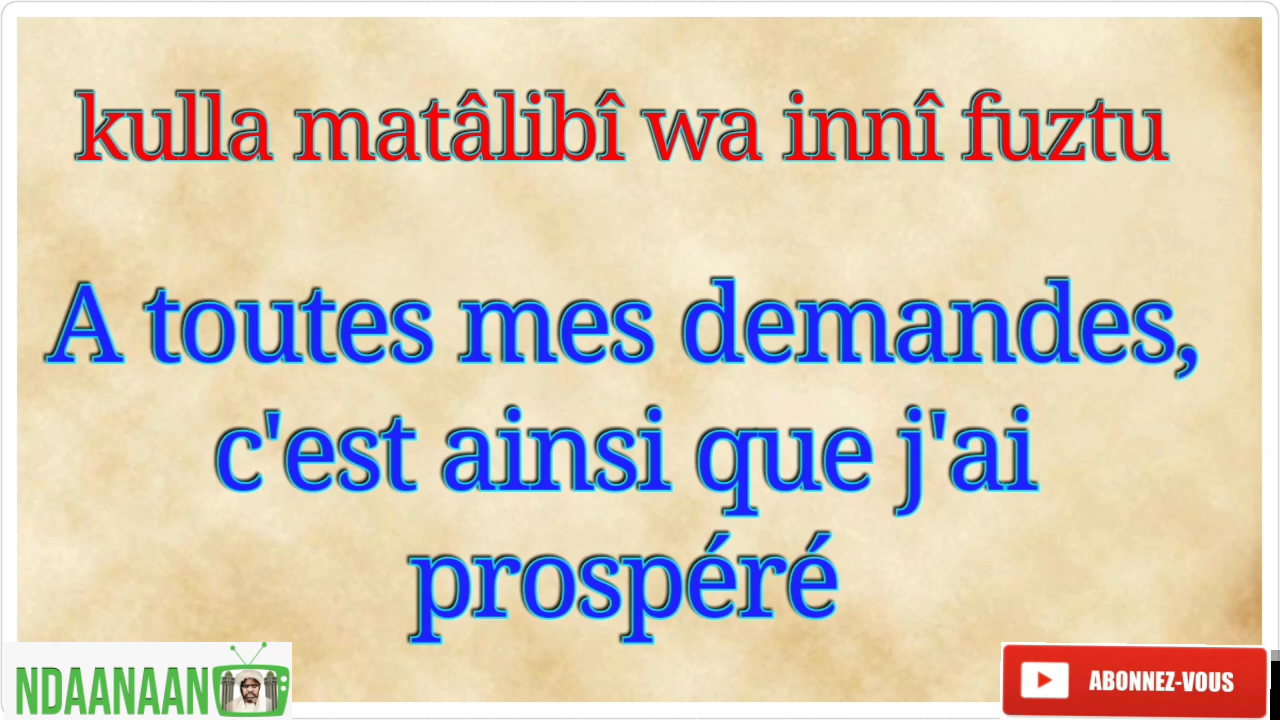 kulla matâlibî wa innî fuztu
A toutes mes demandes,
c'est ainsi que j'ai
prospéré
NDAANAAN
ABONNEZ-VOUS